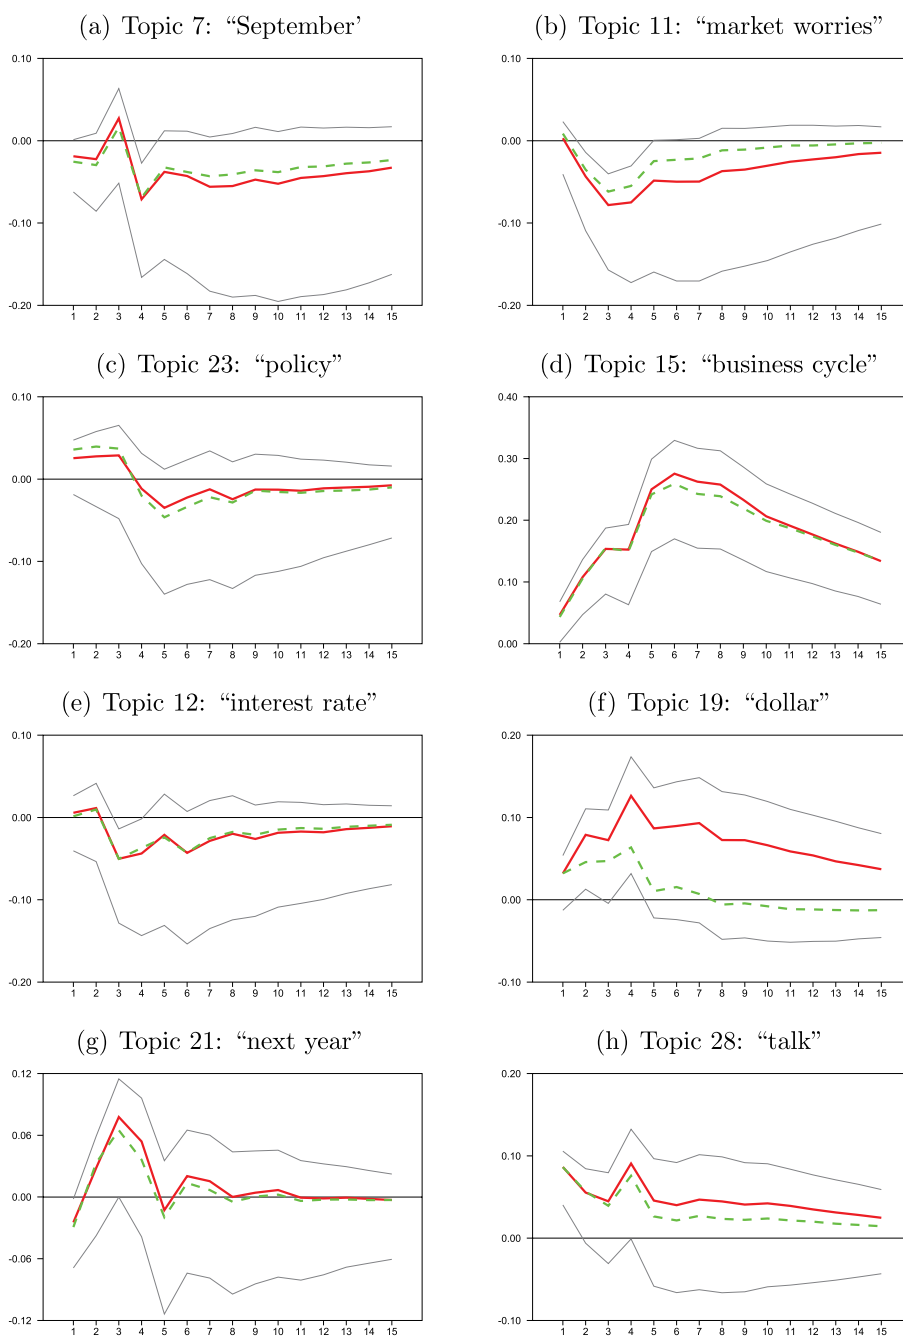 (a) Topic 7: “September’
0.10
0.00
-0.10
-0.20
1 2 3 4 5 6 7 8 9 10 11 12 13 14 15
(b) Topic 11: “market worries”
0.10
0.00
-0.10
-0.20
1 2 3 4 5 6 7 8 9 10 11 12 13 14 15
(c) Topic 23: “policy”
0.10
0.00
-0.10
-0.20
1 2 3 4 5 6 7 8 9 10 11 12 13 14 15
(d) Topic 15: “business cycle”
0.40
0.30
0.20
0.10
0.00
1 2 3 4 5 6 7 8 9 10 11 12 13 14 15
(e) Topic 12: “interest rate”
0.10
0.00
-0.10
-0.20
1 2 3 4 5 6 7 8 9 10 11 12 13 14 15
(f) Topic 19: “dollar”
0.20
0.10
0.00
-0.10
1 2 3 4 5 6 7 8 9 10 11 12 13 14 15
(g) Topic 21: “next year”
0.12
0.06
0.00
-0.06
-0.12
1 2 3 4 5 6 7 8 9 10 11 12 13 14 15
(h) Topic 28: “talk”
0.20
0.10
0.00
-0.10
1 2 3 4 5 6 7 8 9 10 11 12 13 14 15